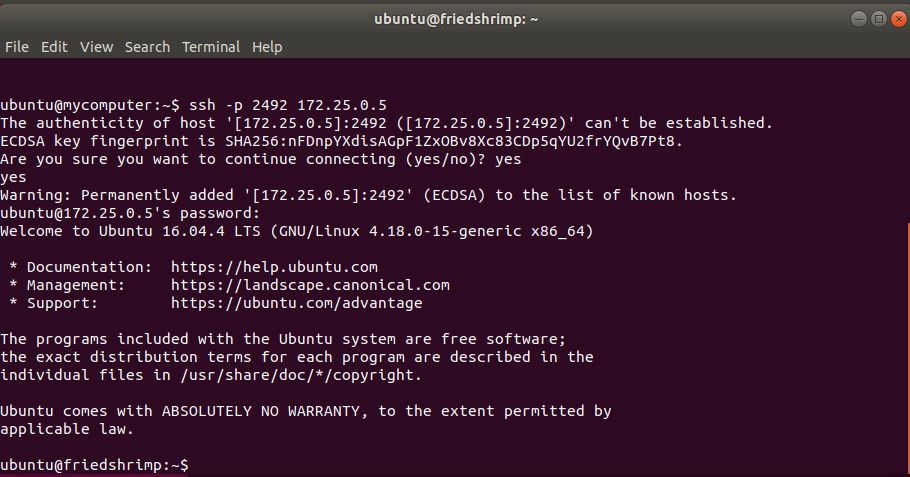 ubuntu@friedshrimp: ~
File Edit View Search Terminal Help
ubuntu@mycomputer:~$ ssh -p 2492 172.25.0.5
The authenticity of host '[172.25.0.5]:2492 ([172.25.0.5]:2492)' can't be established.
ECDSA key fingerprint is SHA256:nFDnpYXdisAGpF1ZxOBv8Xc83CDp5qYU2frYQvB7Pt8.
Are you sure you want to continue connecting (yes/no)? yes
yes
Warning: Permanently added '[172.25.0.5]:2492' (ECDSA) to the list of known hosts.
ubuntu@172.25.0.5's password:
Welcome to Ubuntu 16.04.4 LTS (GNU/Linux 4.18.0-15-generic x86_64)
* Documentation: https://help.ubuntu.com
* Management: https://landscape.canonical.com
* Support: https://ubuntu.com/advantage
The programs included with the Ubuntu system are free software;
the exact distribution terms for each program are described in the
individual files in /usr/share/doc/*/copyright.
Ubuntu comes with ABSOLUTELY NO WARRANTY, to the extent permitted by
applicable law.
ubuntu@friedshrimp:~$